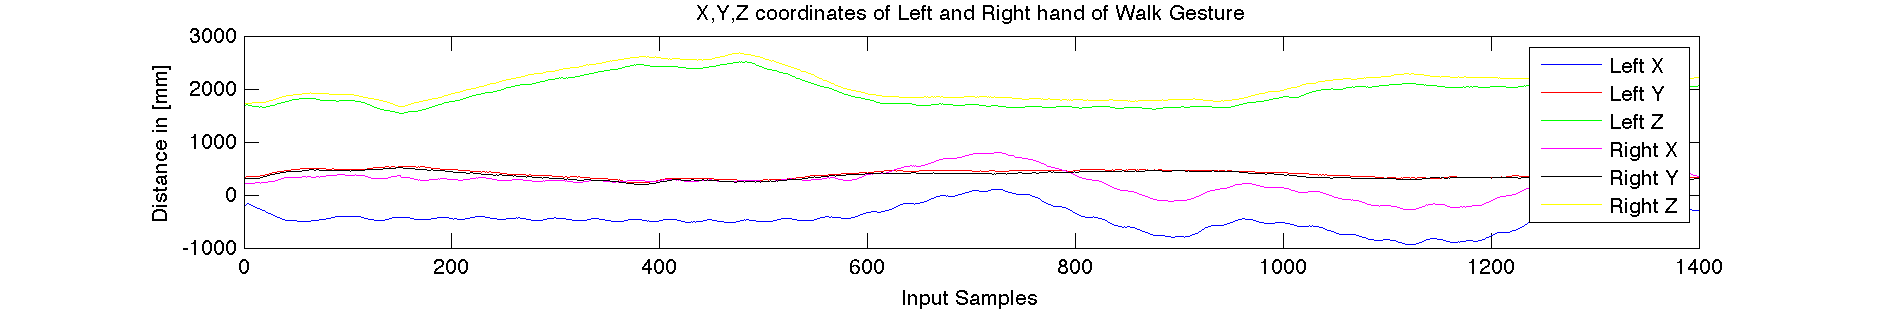 X,Y,Z coordinates of Left and Right hand of Walk Gesture
3000
2000
1000
0
-1000
Distance in [mm]
Left X
Left Y
Left Z
Right X
Right Y
Right Z
0 200 400 600 800 1000 1200 1400
Input Samples